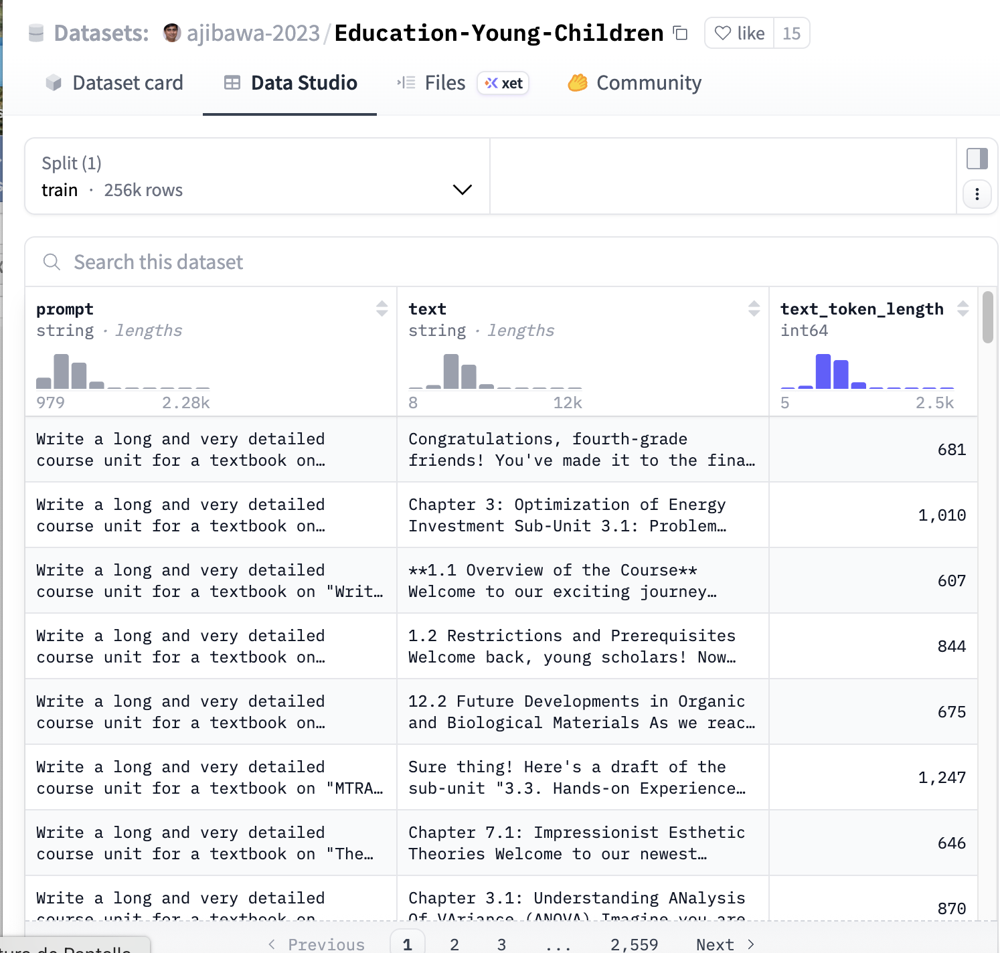 Datasets: ajibawa-2023/Education-Young-Children like 15
Dataset card Data Studio Files xet Community
Split (1)
train · 256k rows
Search this dataset
prompt text text_token_length
string · lengths string · lengths int64
979 2.28k 8 12k 5 2.5k
Write a long and very detailed
course unit for a textbook on…
Congratulations, fourth-grade
friends! You've made it to the fina…
681
Write a long and very detailed
course unit for a textbook on…
Chapter 3: Optimization of Energy
Investment Sub-Unit 3.1: Problem…
1,010
Write a long and very detailed
course unit for a textbook on "Writ…
**1.1 Overview of the Course**
Welcome to our exciting journey…
607
Write a long and very detailed
course unit for a textbook on…
1.2 Restrictions and Prerequisites
Welcome back, young scholars! Now…
844
Write a long and very detailed
course unit for a textbook on…
12.2 Future Developments in Organic
and Biological Materials As we reac…
675
Write a long and very detailed
course unit for a textbook on "MTRA…
Sure thing! Here's a draft of the
sub-unit "3.3. Hands-on Experience…
1,247
Write a long and very detailed
course unit for a textbook on "The…
Chapter 7.1: Impressionist Esthetic
Theories Welcome to our newest…
646
Write a long and very detailed
course unit for a textbook on
Chapter 3.1: Understanding ANalysis
Of VAriance (ANOVA) Imagine you are
870
Previous 1 2 3 ... 2,559 Next